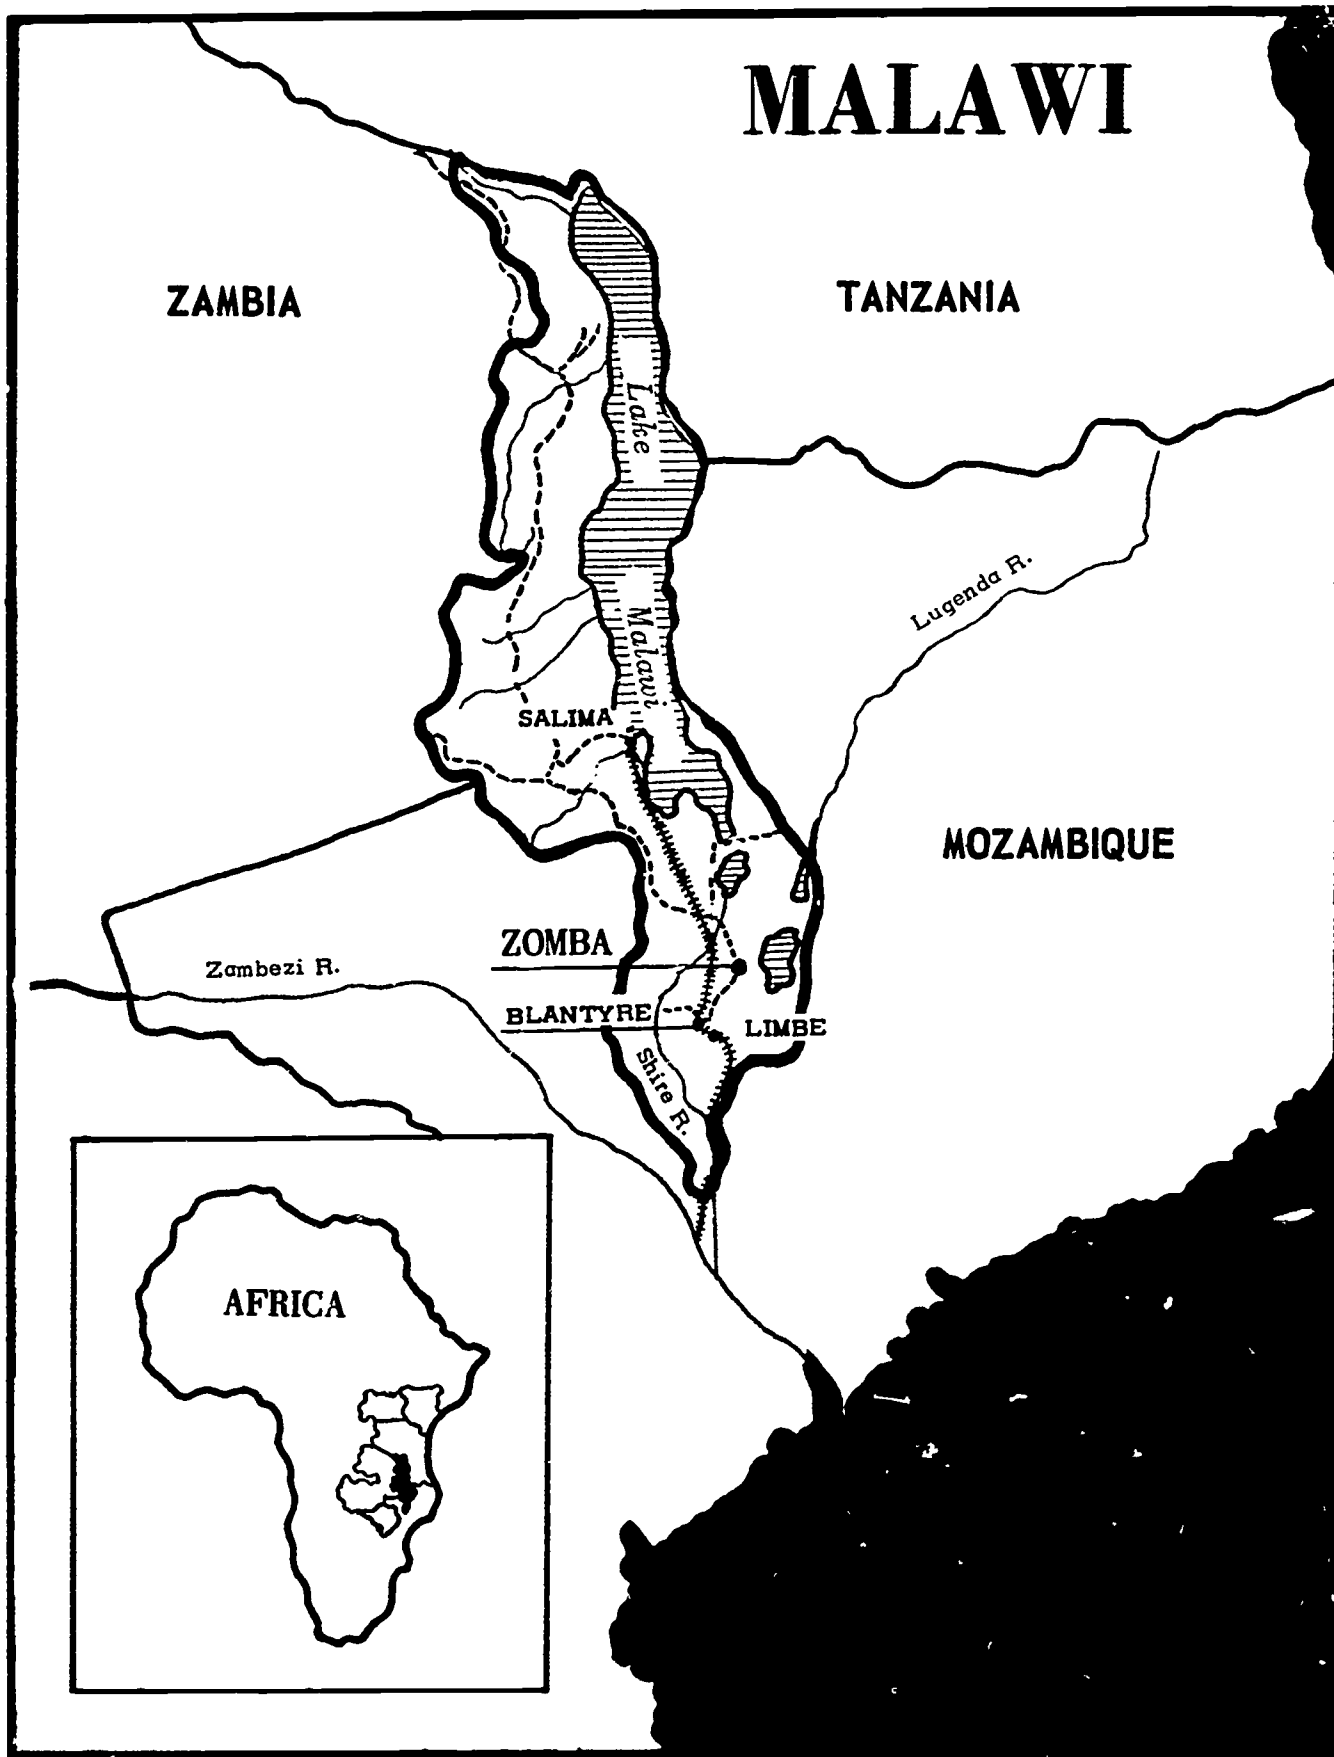 MALAWI
ZAMBIA
TANZANIA
Lake
Malawi
Lugenda R.
SALIMA
MOZAMBIQUE
ZOMBA
Zambezi R.
BLANTYRE
LIMBE
Shire R.
AFRICA